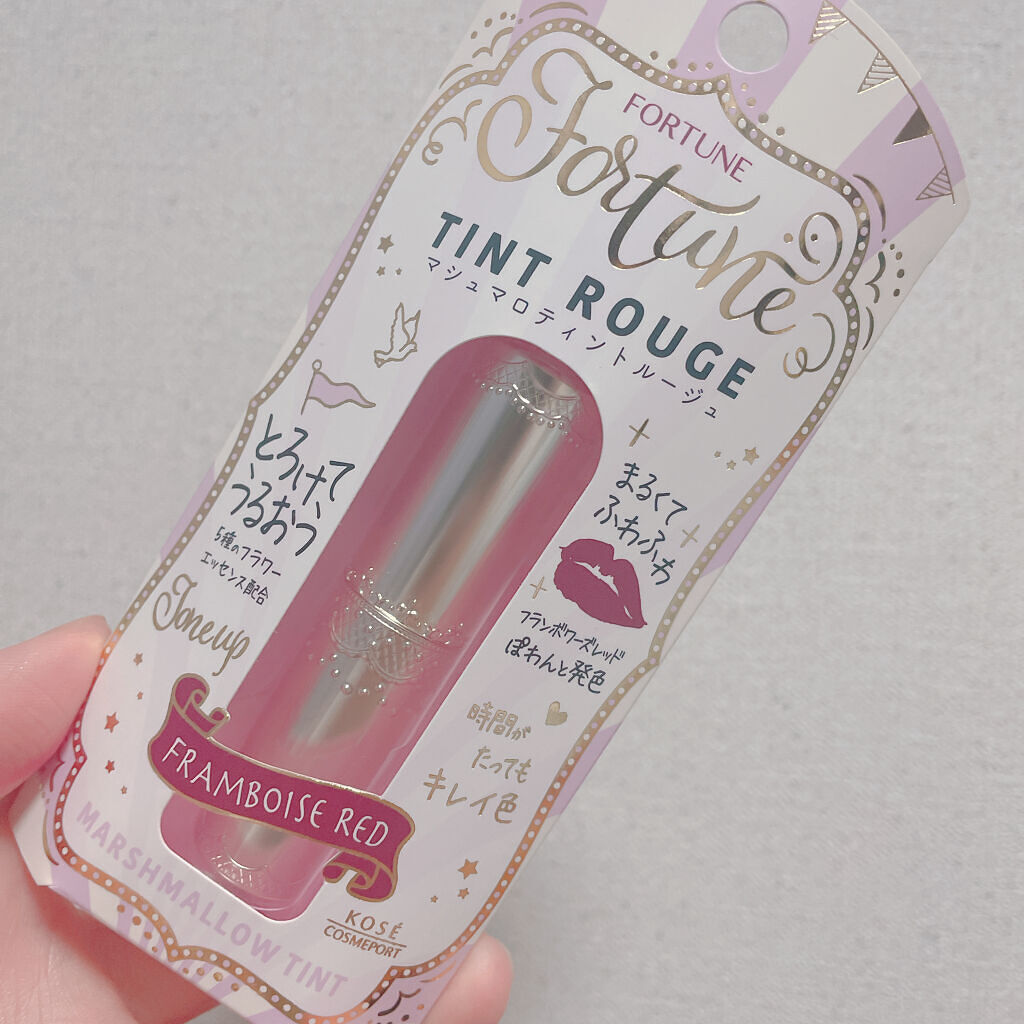 FORTUNE
Fortune
TINT ROUGE
マシュマロティントルージュ
とろけて、
うるおう
5種のフラワー
エッセンス配合
Toneup
まるくて
ふわふわ
フランボワーズレッド
ぽわんと発色
時間が
たっても
キレイ色
FRAMBOISE RED
MARSHMALLOW TINT
KOSÉ
COSMEPORT